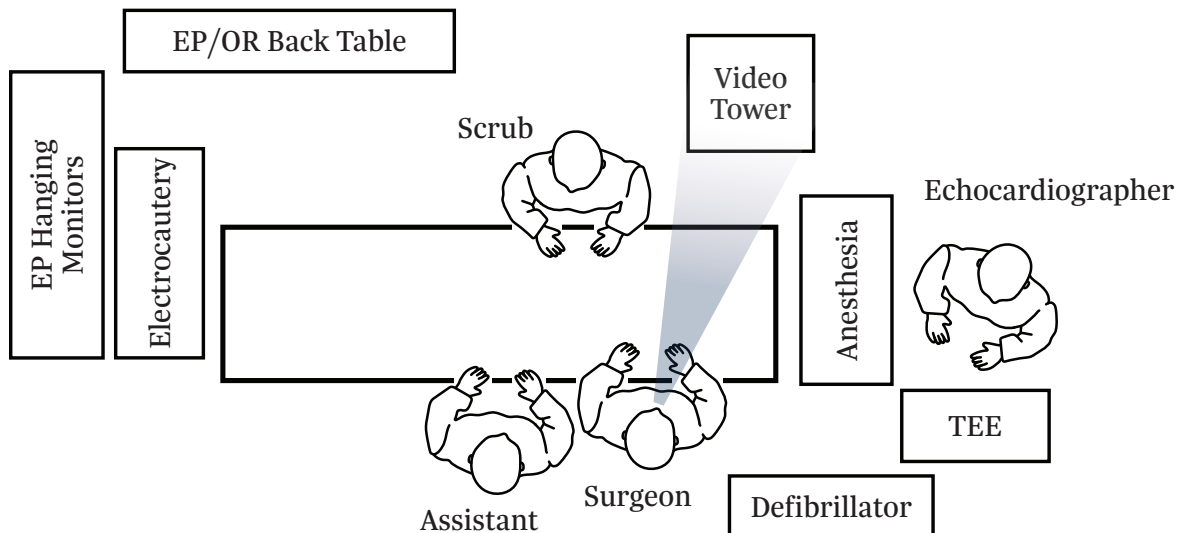 EP/OR Back Table
Video
Tower
Scrub
EP Hanging
Monitors
Electrocautery
Echocardiographer
Anesthesia
TEE
Surgeon
Defibrillator
Assistant